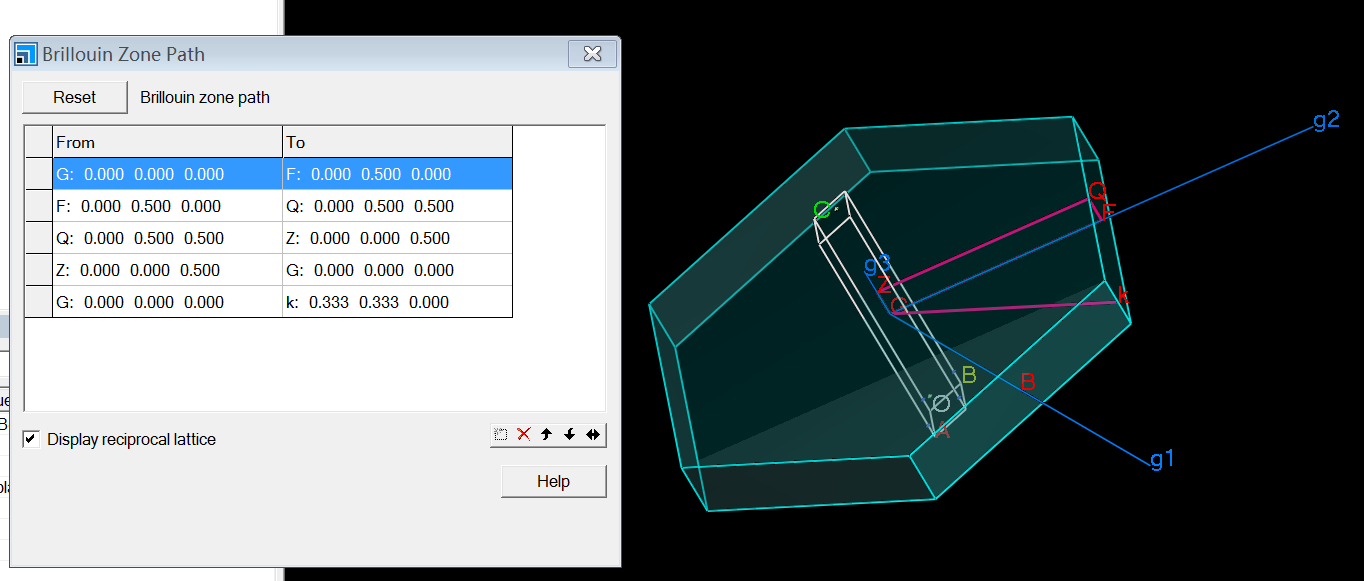 Brillouin Zone Path
Reset Brillouin zone path
From To
G: 0.000 0.000 0.000 F: 0.000 0.500 0.000
F: 0.000 0.500 0.000 Q: 0.000 0.500 0.500
Q: 0.000 0.500 0.500 Z: 0.000 0.000 0.500
Z: 0.000 0.000 0.500 G: 0.000 0.000 0.000
G: 0.000 0.000 0.000 k: 0.333 0.333 0.000
Display reciprocal lattice
Help
g2
Q
F
C
g3
Z
G
k
B
B
O
A
g1